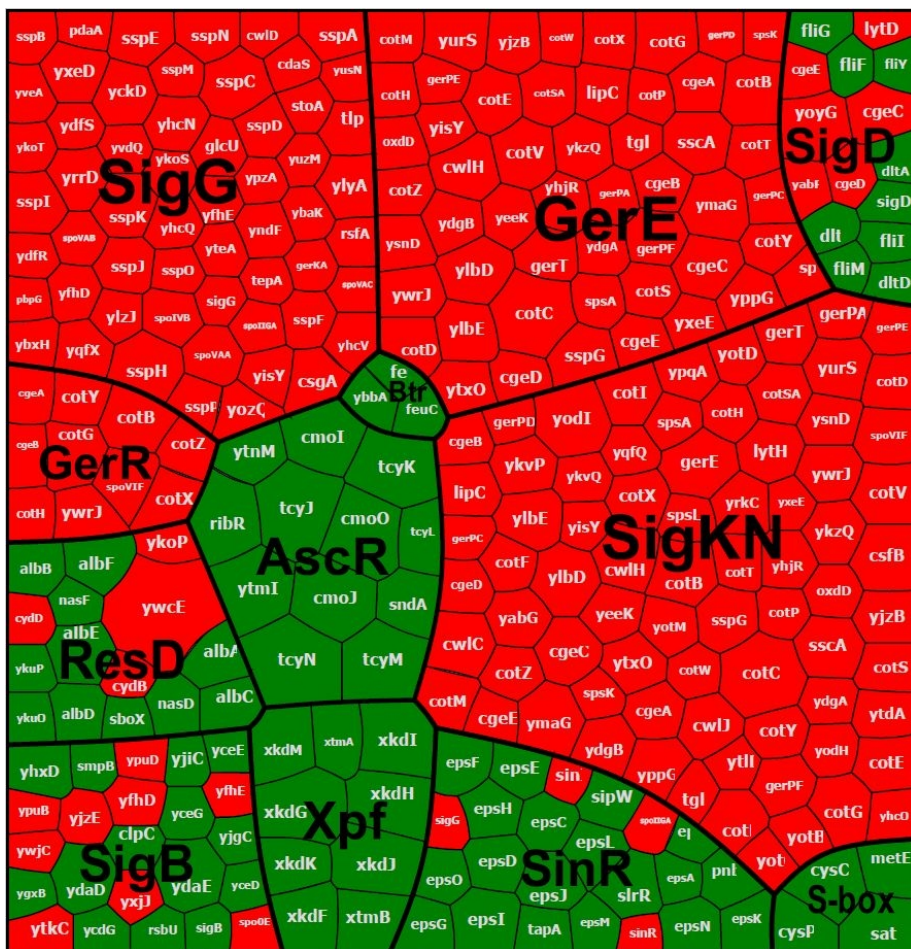 SigG
sspB
pdaA
sspE
sspN
cwlD
sspA
yxeD
sspM
cdaS
yusN
yveA
yckD
sspC
stoA
ydfS
yhcN
glcU
sspD
tlp
ykoT
yvdQ
ykoS
yuzM
yrrD
ypzA
ylyA
sspI
sspK
yhcQ
yfhE
ybaK
yndF
rsfA
ydfR
spoVAB
yteA
sspJ
sspO
tepA
gerKA
spoVAC
pbpG
yfhD
sigG
ylzJ
spoIVB
spoIIGA
sspF
ybxH
yqfX
sspH
spoVAA
yisY
yhcV
csgA
GerE
cotM
yurS
yjzB
cotW
cotX
cotG
gerPD
spsK
cotH
gerPE
cotE
cotSA
lipC
cotP
cgeA
cotB
oxdD
yisY
cwlH
cotV
ykzQ
tgl
sscA
cotT
cotZ
yhjR
gerPA
cgeB
gerPC
ydgB
yeeK
ymaG
ysnD
ydgA
gerPF
cotY
ylbD
gerT
cgeC
ywrJ
cotC
spsA
cotS
yppG
ylbE
yxeE
cotD
sspG
cgeE
ytxO
cgeD
SigD
fliG
lytD
cgeE
fliF
fliY
yoyG
cgeC
dltA
cgeD
sigD
dlt
fliI
fliM
dltD
Btr
fe
ybbA
feuC
GerR
cgeA
cotY
cotB
cgeB
cotG
cotZ
spoVIF
cotH
ywrJ
cotX
AscR
ytnM
cmoI
tcyK
tcyJ
ribR
cmoO
tcyL
ytmI
cmoJ
sndA
tcyN
tcyM
SigKN
gerPA
gerPE
gerT
yotD
ypqA
yurS
cotI
cotD
cotSA
gerPD
yodI
spsA
cotH
ysnD
cgeB
spoVIF
ykvP
ykvQ
yqfQ
gerE
lytH
ywrJ
lipC
cotX
cotV
ylbE
yisY
spsL
yrkC
yxeE
ykzQ
gerPC
csfB
cotF
cwlH
cotT
yhjR
cgeD
ylbD
cotB
oxdD
yabG
yeeK
sspG
cotP
yjzB
yotM
cwlC
cgeC
ytxO
sscA
cotZ
cotW
cotC
cotS
cotM
spsK
ydgA
cgeE
ymaG
cgeA
cwlJ
cotY
ytdA
ydgB
yodH
cotE
yppG
gerPF
tgl
cotG
yhcO
ResD
albB
albF
ykoP
nasF
cydD
ywcE
albE
ykuP
cydB
ykuO
albD
sboX
nasD
albC
SigB
yhxD
smpB
ypuD
yjiC
yceE
ypuB
yfhD
yfhE
yjzE
yceG
clpC
ywjC
yjgC
ygxB
ydaD
yxjJ
ydaE
yceD
ytkC
ycdG
rsbU
sigB
spo0E
Xpf
xkdM
xtmA
xkdI
xkdG
xkdH
xkdK
xkdJ
xkdF
xtmB
SinR
epsF
epsE
sipW
sigG
epsH
epsC
spoIIGA
epsL
epsD
epsO
epsJ
slrR
epsA
epsG
epsI
tapA
epsM
sinR
epsN
epsK
S-box
cysC
metE
cysP
sat